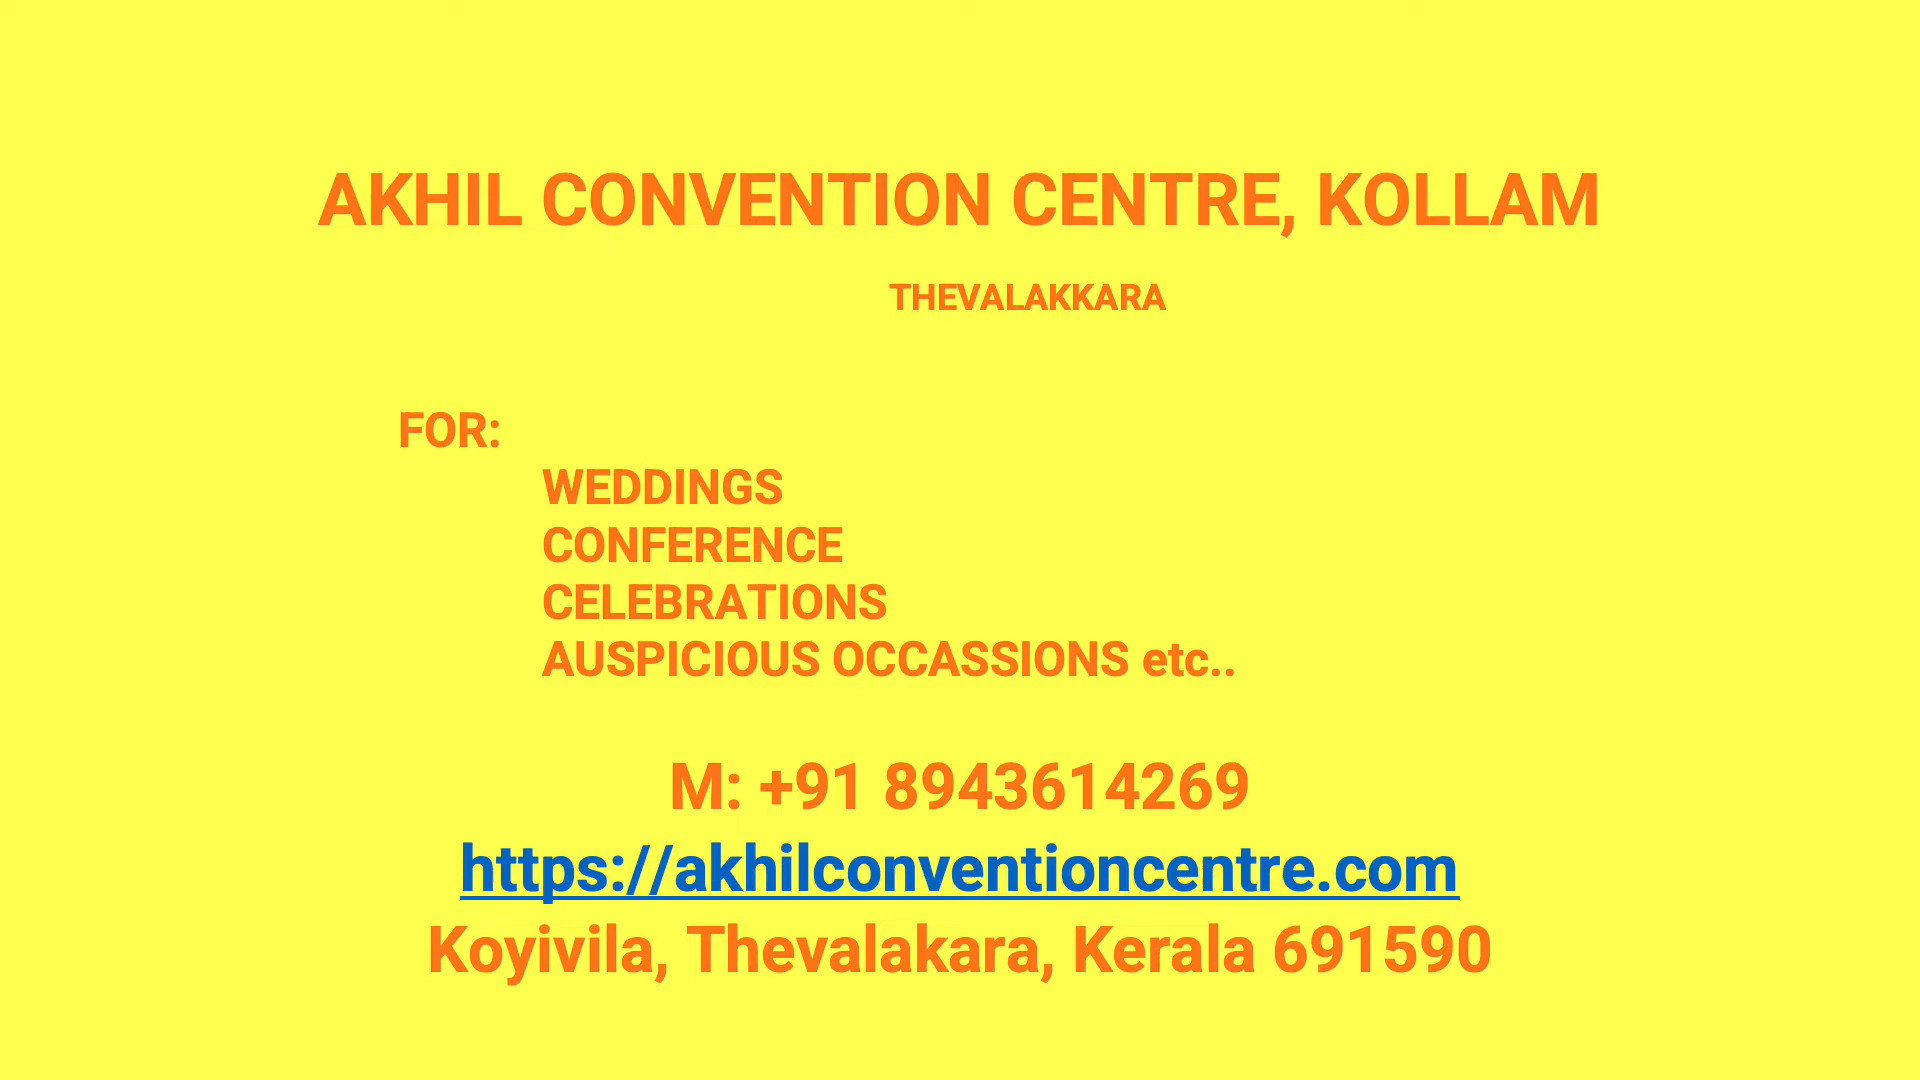 AKHIL CONVENTION CENTRE, KOLLAM
THEVALAKKARA
FOR:
WEDDINGS
CONFERENCE
CELEBRATIONS
AUSPICIOUS OCCASSIONS etc..
M: +91 8943614269
https://akhilconventioncentre.com
Koyivila, Thevalakara, Kerala 691590